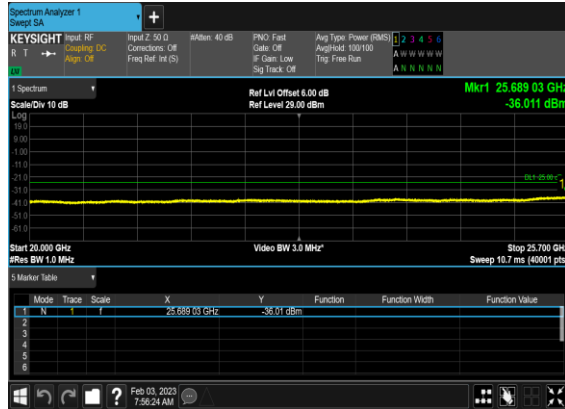 Spectrum Analyzer 1
Swept SA
KEYSIGHT Input: RF Input Z: 50 Ω #Atten: 40 dB PNO: Fast Avg Type: Power (RMS) 1 2 3 4 5 6
R T Coupling: DC Corrections: Off Gate: Off Avg|Hold: 100/100 A W W W W W
Align: Off Freq Ref: Int (S) IF Gain: Low Trig: Free Run
Sig Track: Off A N N N N N
1 Spectrum Ref Lvl Offset 6.00 dB Mkr1 25.689 03 GHz
Scale/Div 10 dB Ref Level 29.00 dBm -36.011 dBm
Log
19.0
9.00
-1.00
-11.0
-21.0
DL1 -25.00
-31.0
1
-41.0
-51.0
-61.0
Start 20.000 GHz Video BW 3.0 MHz* Stop 25.700 GH
#Res BW 1.0 MHz Sweep 10.7 ms (40001 pts
5 Marker Table
Mode Trace Scale X Y Function Function Width Function Value
1 N 1 f 25.689 03 GHz -36.01 dBm
2
3
4
5
6
? Feb 03, 2023
7:56:24 AM